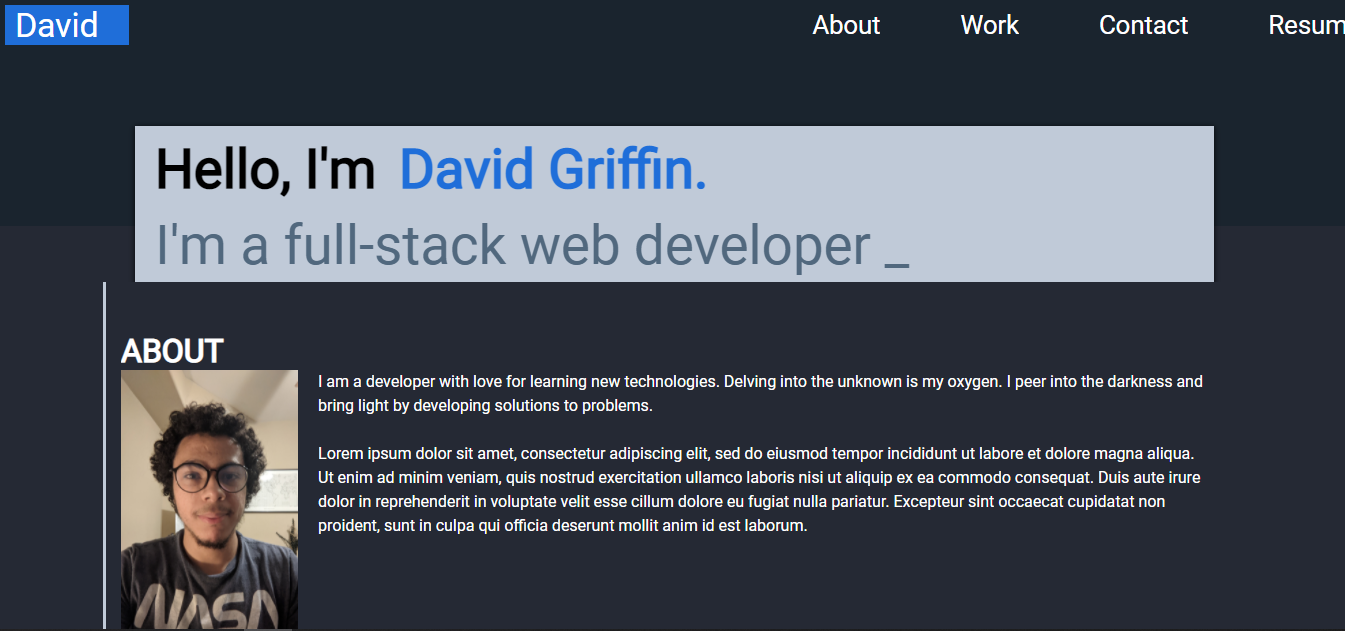 David
About Work Contact Resum
Hello, I'm David Griffin.
I'm a full-stack web developer _
ABOUT
I am a developer with love for learning new technologies. Delving into the unknown is my oxygen. I peer into the darkness and
bring light by developing solutions to problems.
Lorem ipsum dolor sit amet, consectetur adipiscing elit, sed do eiusmod tempor incididunt ut labore et dolore magna aliqua.
Ut enim ad minim veniam, quis nostrud exercitation ullamco laboris nisi ut aliquip ex ea commodo consequat. Duis aute irure
dolor in reprehenderit in voluptate velit esse cillum dolore eu fugiat nulla pariatur. Excepteur sint occaecat cupidatat non
proident, sunt in culpa qui officia deserunt mollit anim id est laborum.
NASA